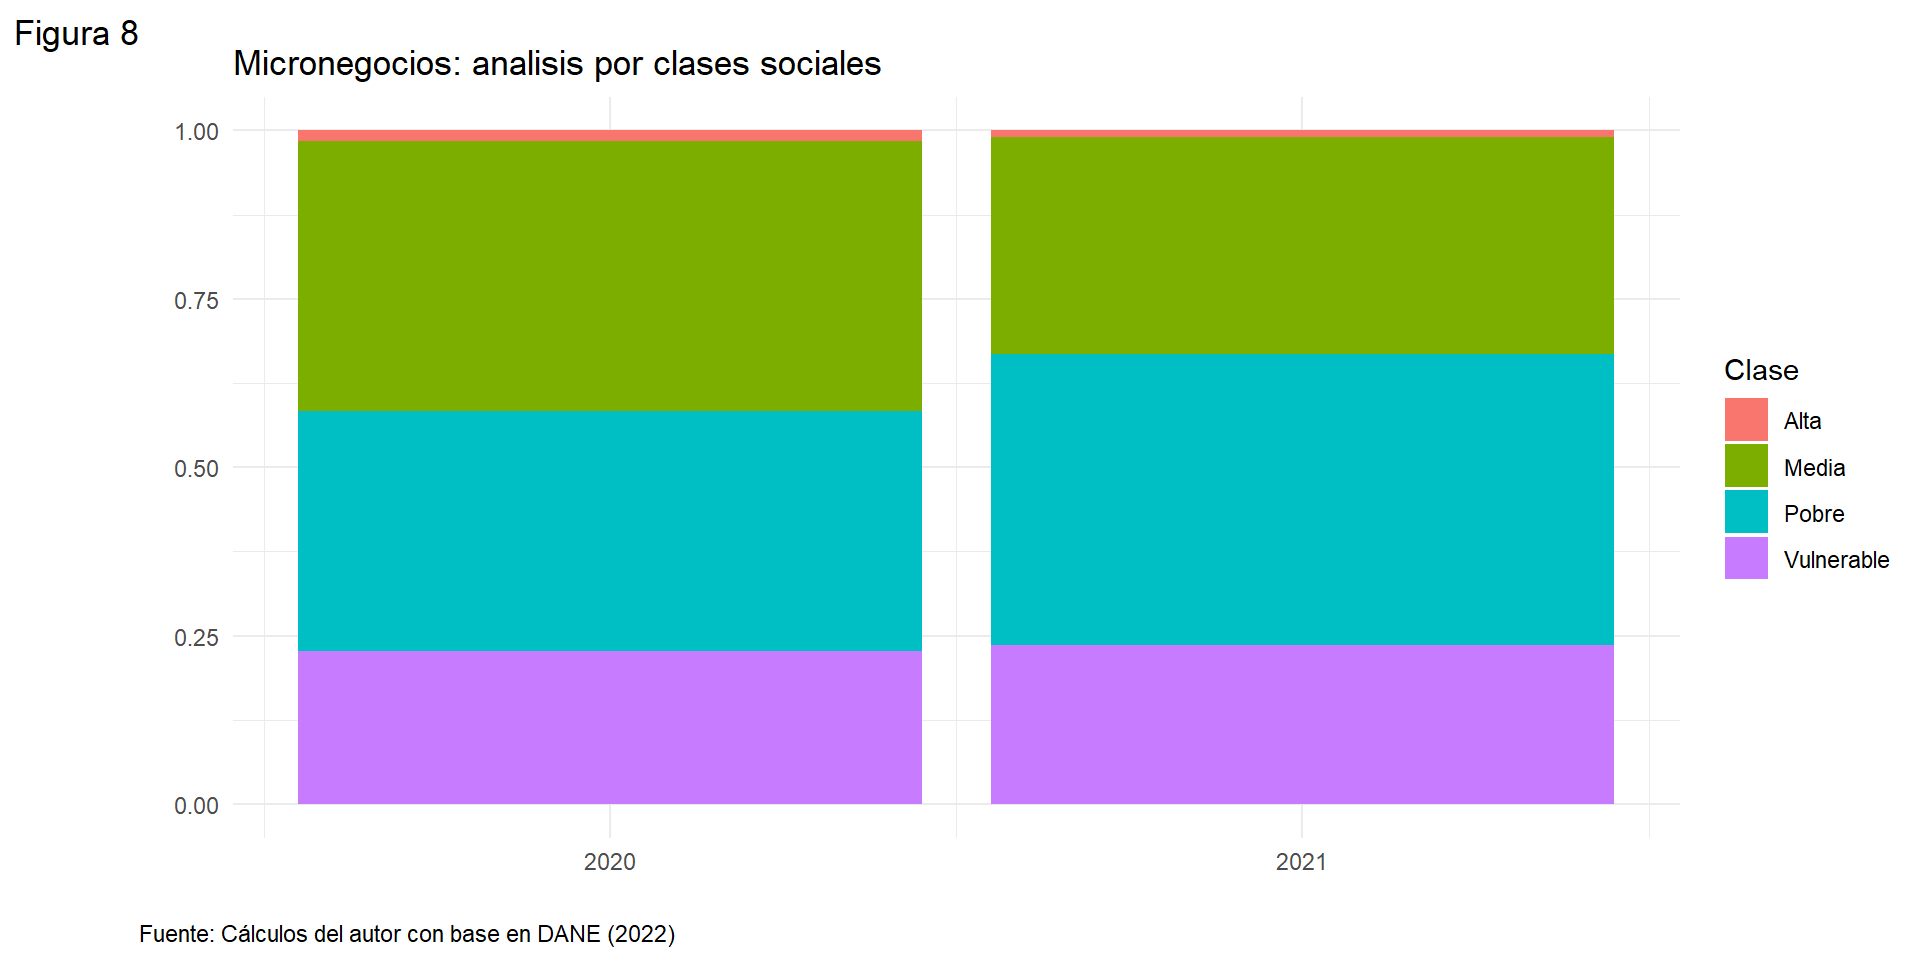 Figura 8
Micronegocios: analisis por clases sociales
1.00
0.75
0.50
0.25
0.00
2020
2021
Clase
Alta
Media
Pobre
Vulnerable
Fuente: Cálculos del autor con base en DANE (2022)